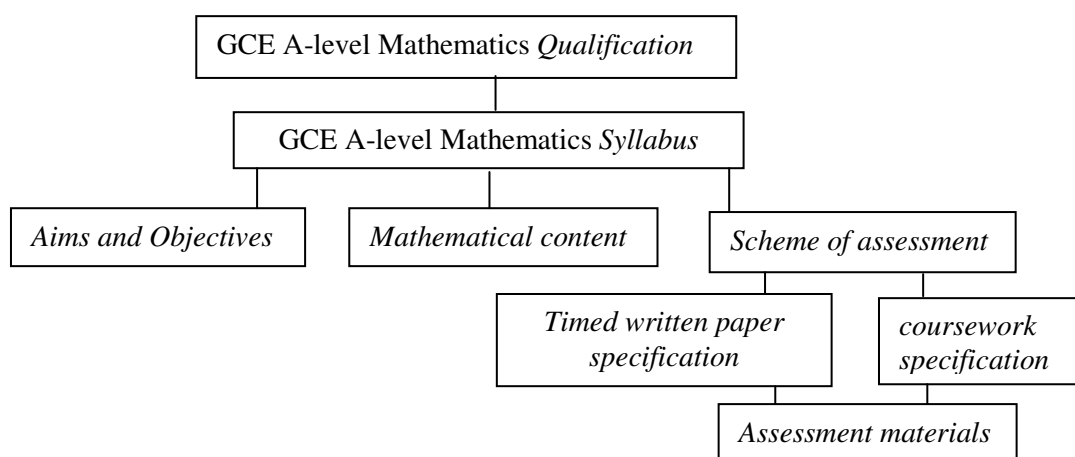 GCE A-level Mathematics Qualification
GCE A-level Mathematics Syllabus
Aims and Objectives
Mathematical content
Scheme of assessment
Timed written paper
specification
coursework
specification
Assessment materials